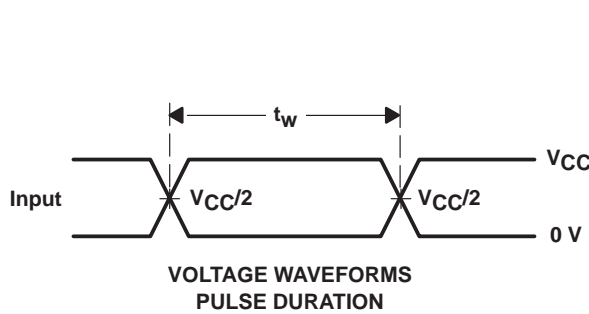 tw
VCC
Input
VCC/2
VCC/2
0 V
VOLTAGE WAVEFORMS
PULSE DURATION